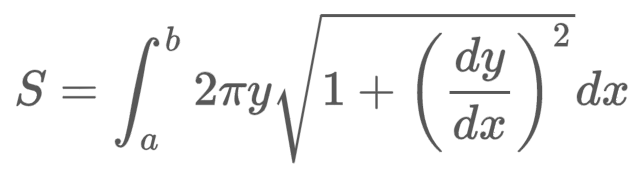 S = ∫_a^b 2πy √(1 + (dy/dx)^2) dx